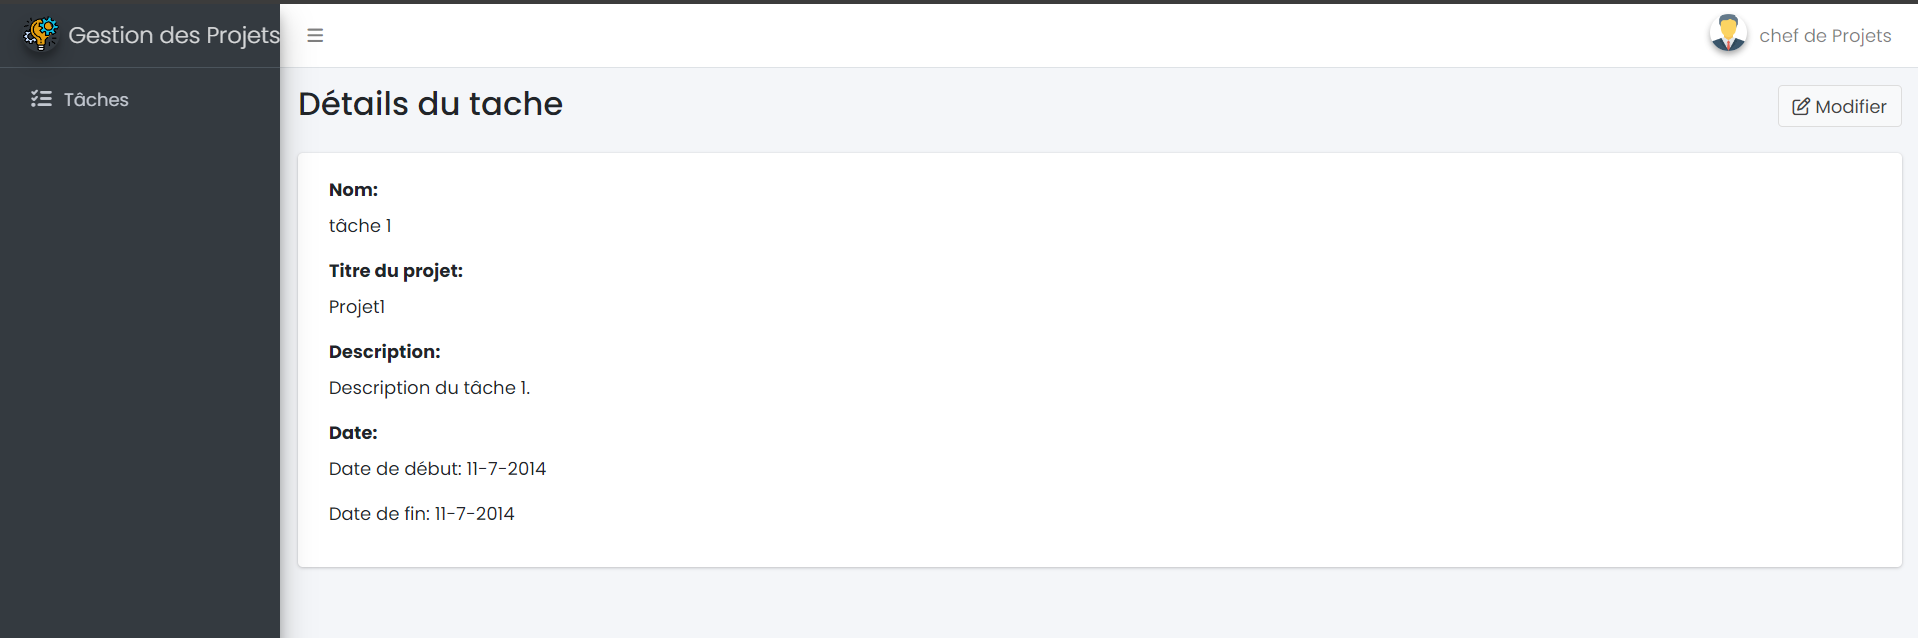 Gestion des Projets
chef de Projets
Tâches
Détails du tache
Modifier
Nom:
tâche 1
Titre du projet:
Projet1
Description:
Description du tâche 1.
Date:
Date de début: 11-7-2014
Date de fin: 11-7-2014